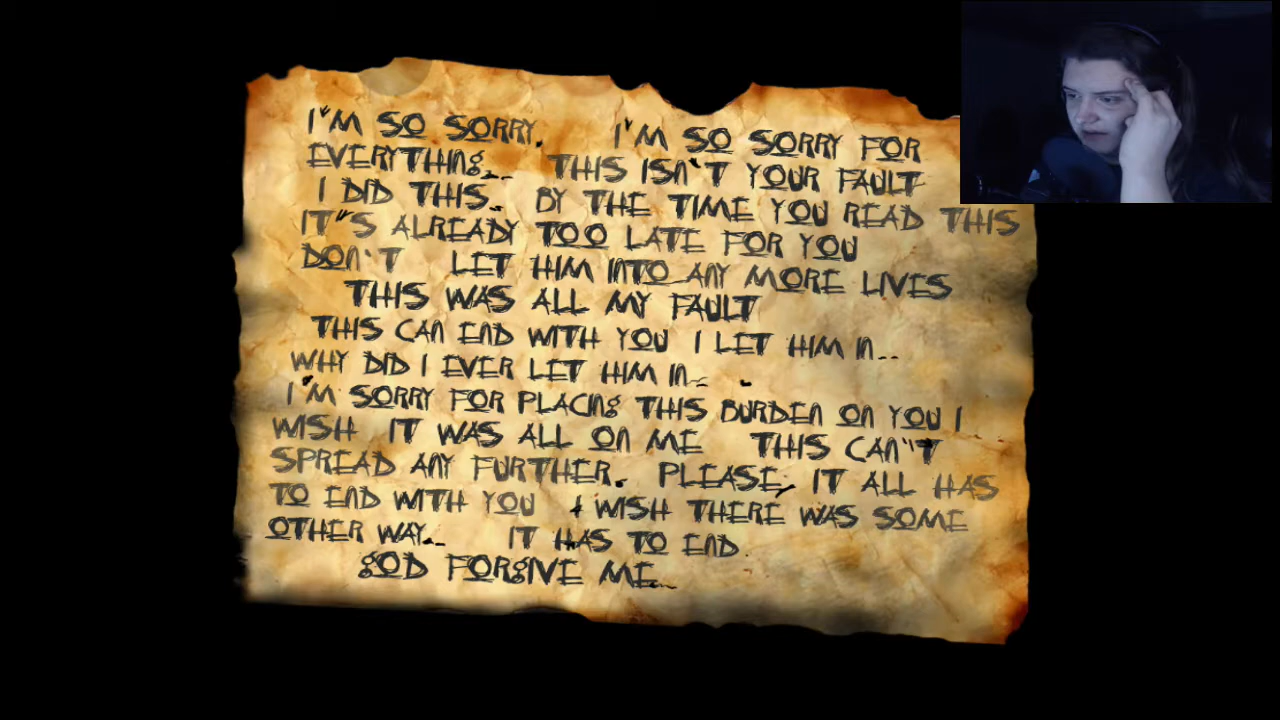 I"M SO SORRY. I'M SO SORRY FOR
EVERYTHING... THIS ISN'T YOUR FAULT
I DID THIS. BY THE TIME YOU READ THIS
IT"S ALREADY TOO LATE FOR YOU
DON'T LET HIM INTO ANY MORE LIVES
THIS WAS ALL MY FAULT
THIS CAN END WITH YOU I LET HIM IN...
WHY DID I EVER LET HIM IN...
I'M SORRY FOR PLACING THIS BURDEN ON YOU I
WISH IT WAS ALL ON ME THIS CAN"T
SPREAD ANY FURTHER. PLEASE, IT ALL HAS
TO END WITH YOU I WISH THERE WAS SOME
OTHER WAY... IT HAS TO END.
GOD FORGIVE ME...